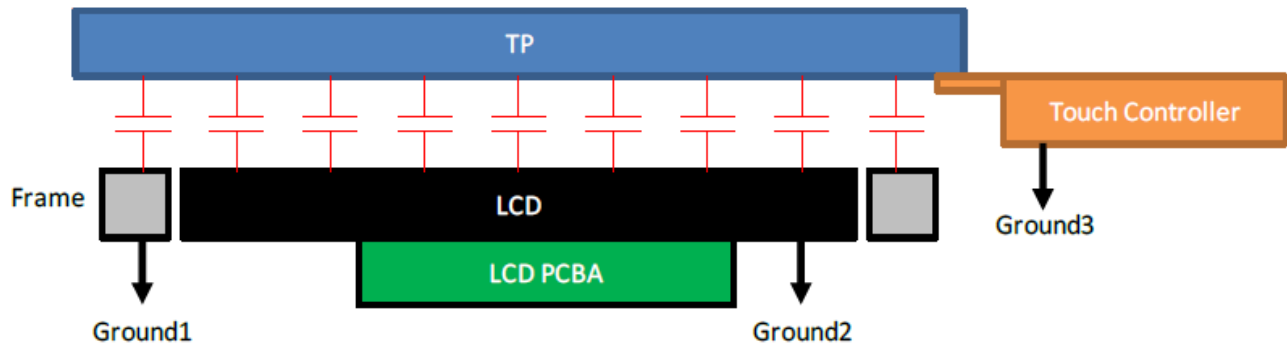 TP
Touch Controller
Frame
LCD
Ground3
LCD PCBA
Ground1
Ground2